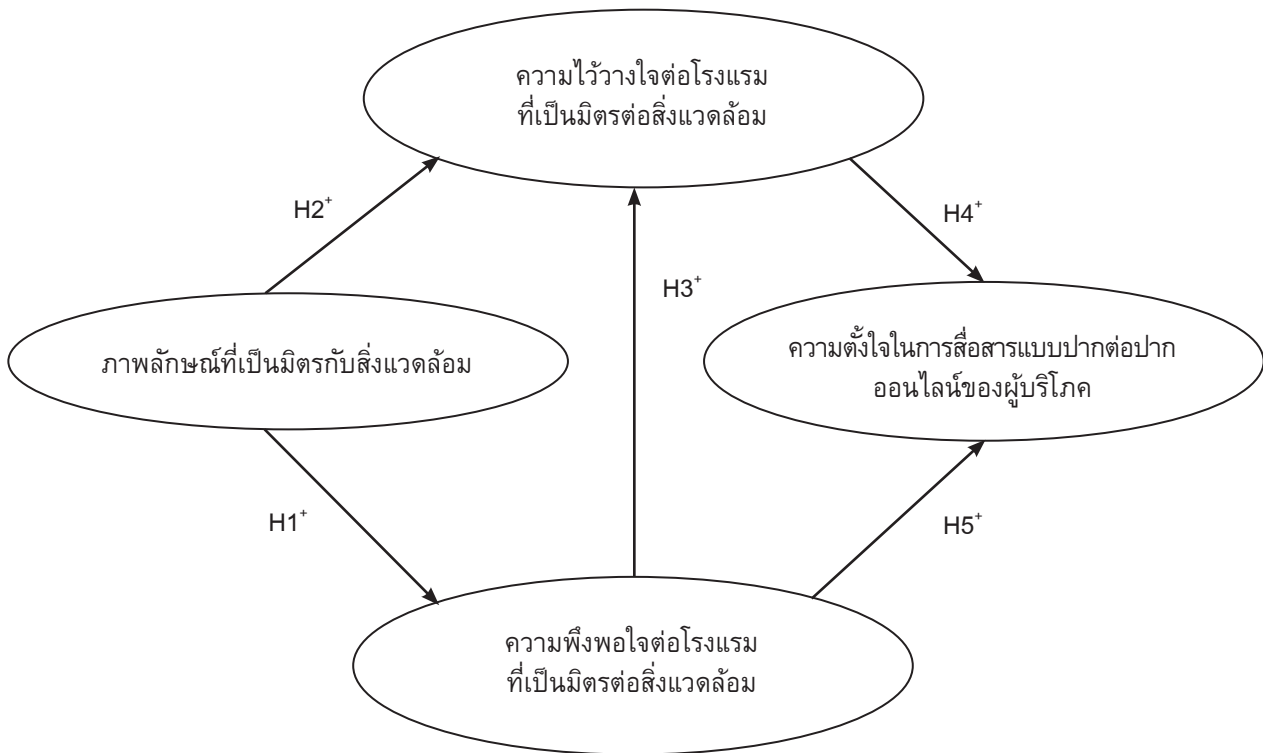 ความไว้วางใจต่อโรงแรม
ที่เป็นมิตรต่อสิ่งแวดล้อม
H2⁺
H4⁺
H3⁺
ภาพลักษณ์ที่เป็นมิตรกับสิ่งแวดล้อม
ความตั้งใจในการสื่อสารแบบปากต่อปาก
ออนไลน์ของผู้บริโภค
H1⁺
H5⁺
ความพึงพอใจต่อโรงแรม
ที่เป็นมิตรต่อสิ่งแวดล้อม